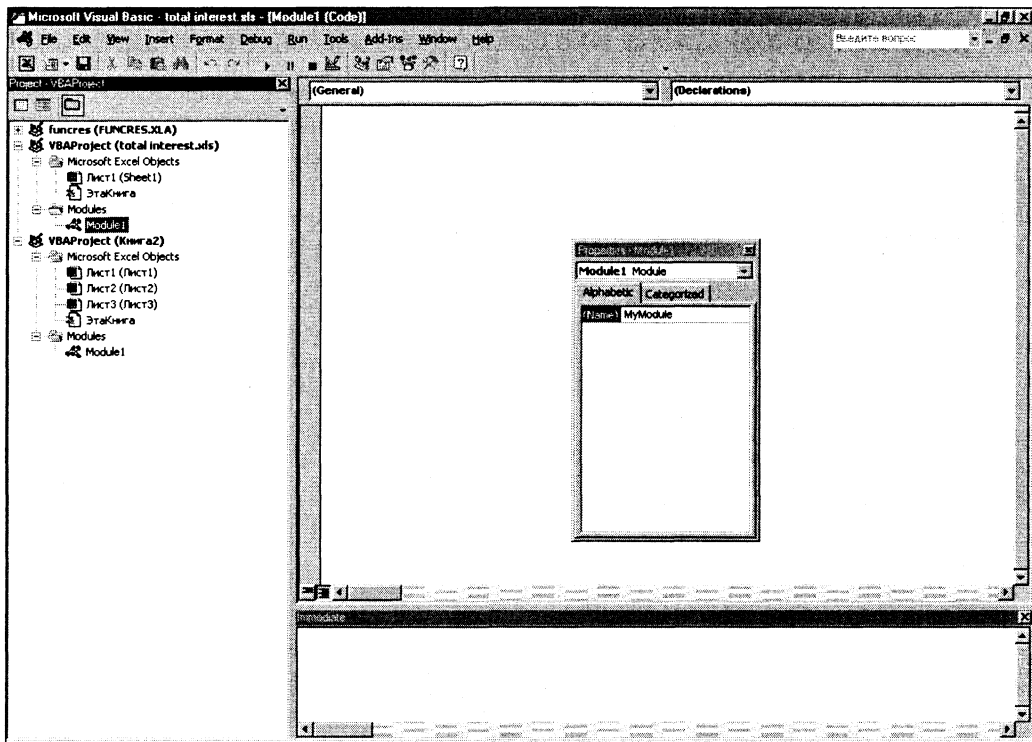 Microsoft Visual Basic - total interest.xls - [Module1 (Code)]
File Edit View Insert Format Debug Run Tools Add-Ins Window Help
Введите вопрос
Project - VBAProject
(General)
(Declarations)
funcres (FUNCRES.XLA)
VBAProject (total interest.xls)
Microsoft Excel Objects
Лист1 (Sheet1)
ЭтаКнига
Modules
Module1
VBAProject (Книга2)
Microsoft Excel Objects
Лист1 (Лист1)
Лист2 (Лист2)
Лист3 (Лист3)
ЭтаКнига
Modules
Module1
Properties - Module1
Module1 Module
Alphabetic Categorized
(Name) MyModule
Immediate